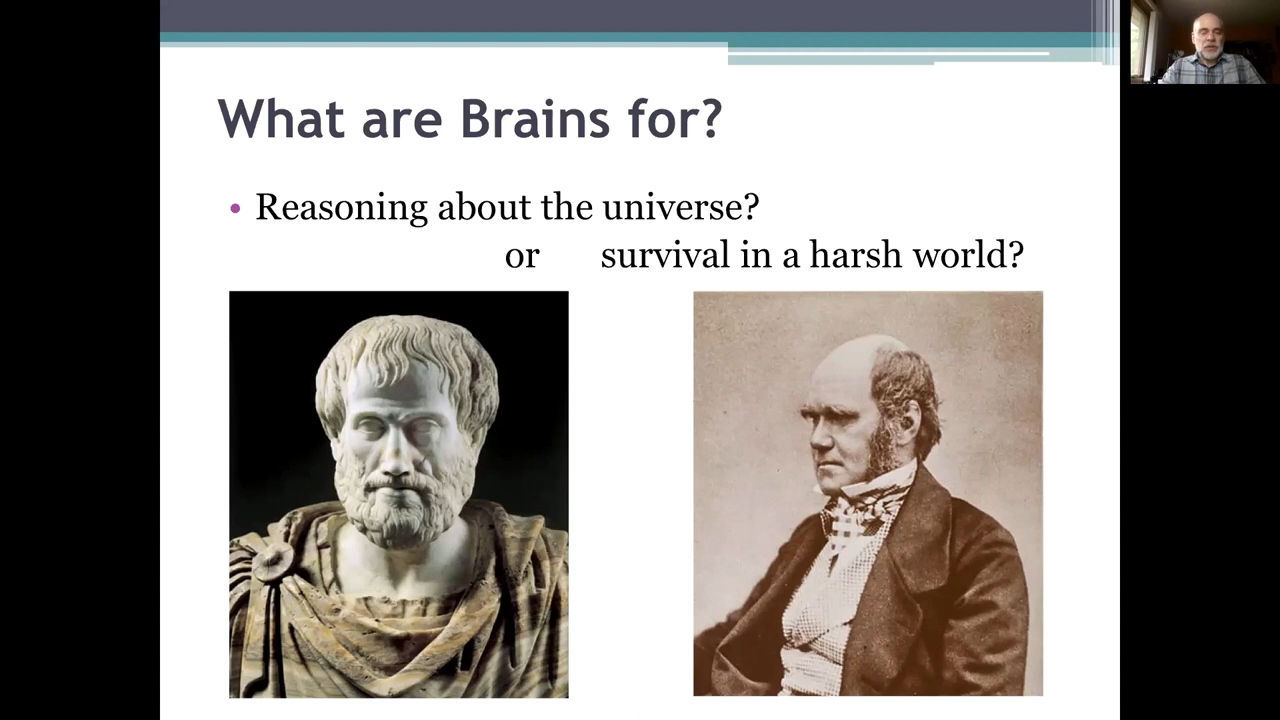 What are Brains for?
• Reasoning about the universe?
or survival in a harsh world?